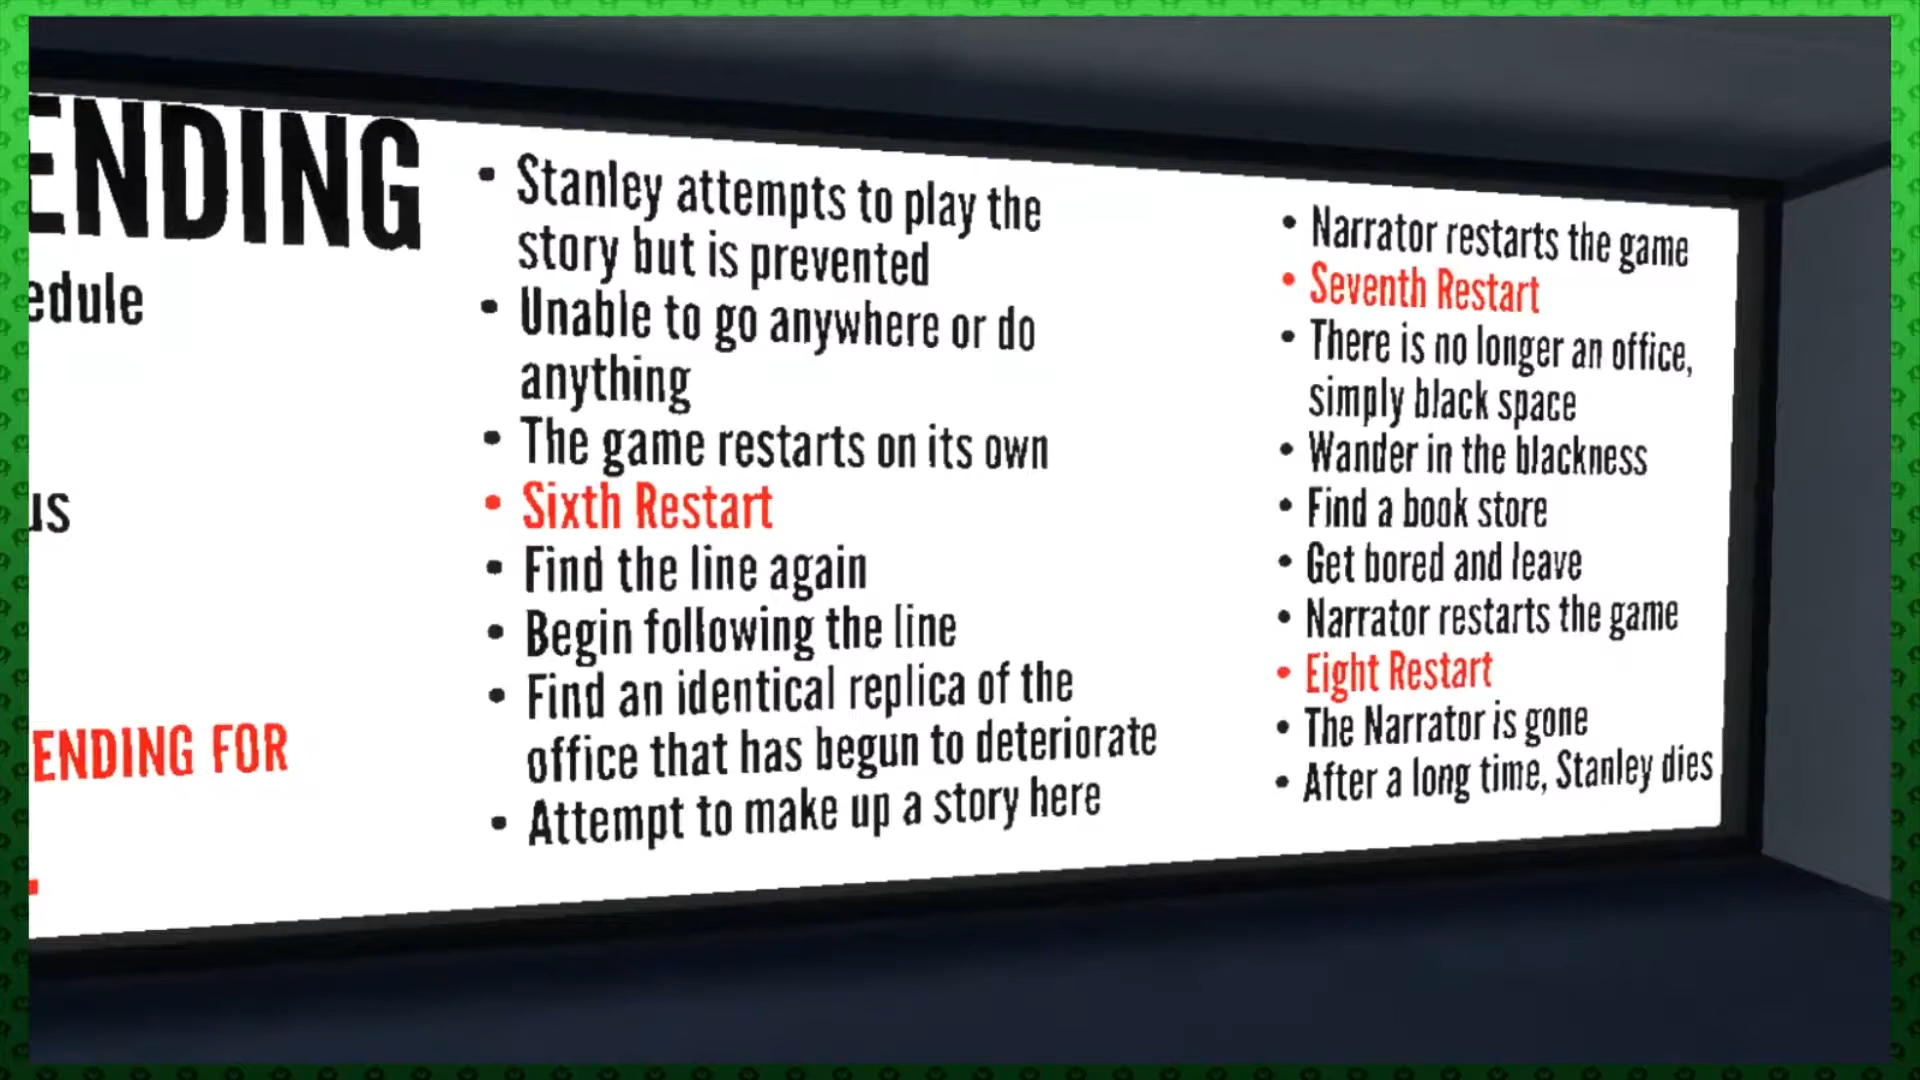 ENDING
edule
us
ENDING FOR
• Stanley attempts to play the
story but is prevented
• Unable to go anywhere or do
anything
• The game restarts on its own
• Sixth Restart
• Find the line again
• Begin following the line
• Find an identical replica of the
office that has begun to deteriorate
• Attempt to make up a story here
• Narrator restarts the game
• Seventh Restart
• There is no longer an office,
simply black space
• Wander in the blackness
• Find a book store
• Get bored and leave
• Narrator restarts the game
• Eight Restart
• The Narrator is gone
• After a long time, Stanley dies